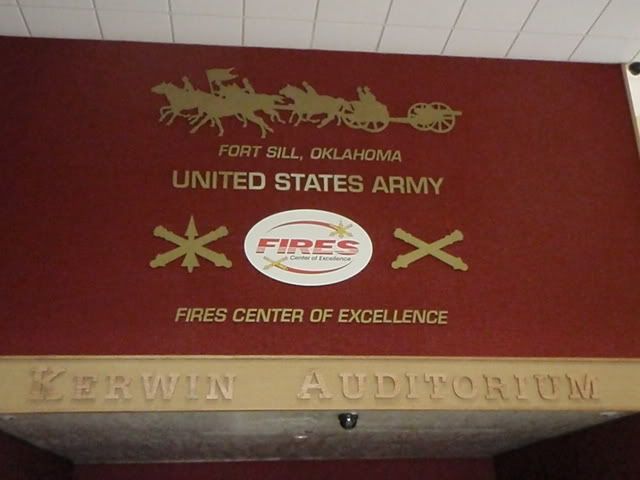 FORT SILL, OKLAHOMA
UNITED STATES ARMY
FIRES
Center of Excellence
FIRES CENTER OF EXCELLENCE
KERWIN AUDITORIUM